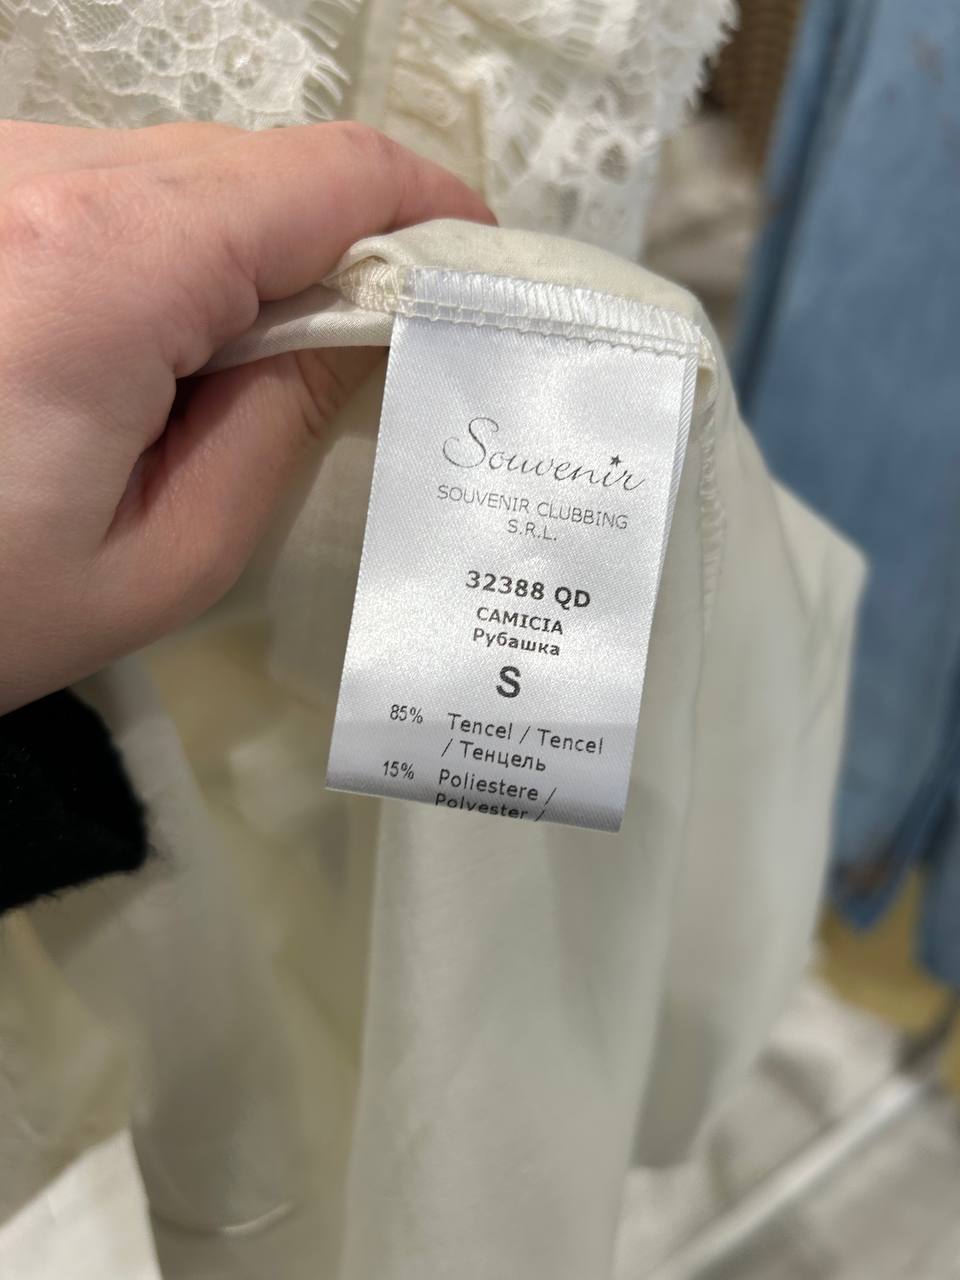 Souvenir
SOUVENIR CLUBBING
S.R.L.
32388 QD
CAMICIA
Рубашка
S
85% Tencel / Tencel
/ Тенцель
15% Poliestere /
Polyester /